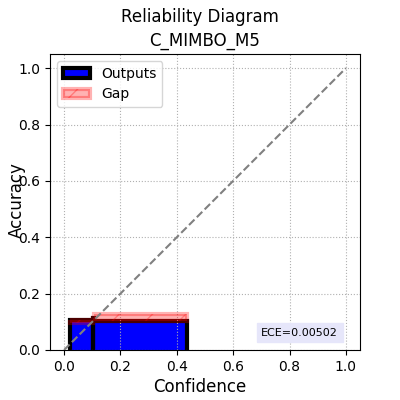 Reliability Diagram
C_MIMBO_M5
Outputs
Gap
ECE=0.00502
Accuracy
1.0
0.8
0.6
0.4
0.2
0.0
0.0 0.2 0.4 0.6 0.8 1.0
Confidence